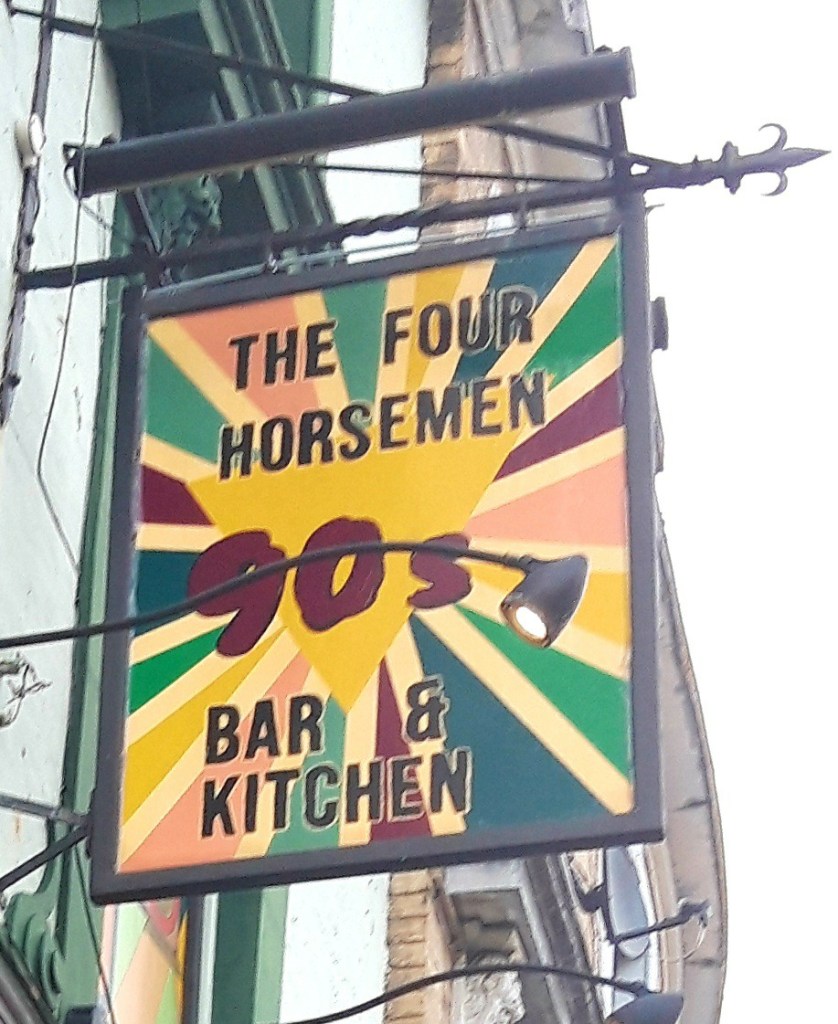 THE FOUR
HORSEMEN
90s
BAR &
KITCHEN